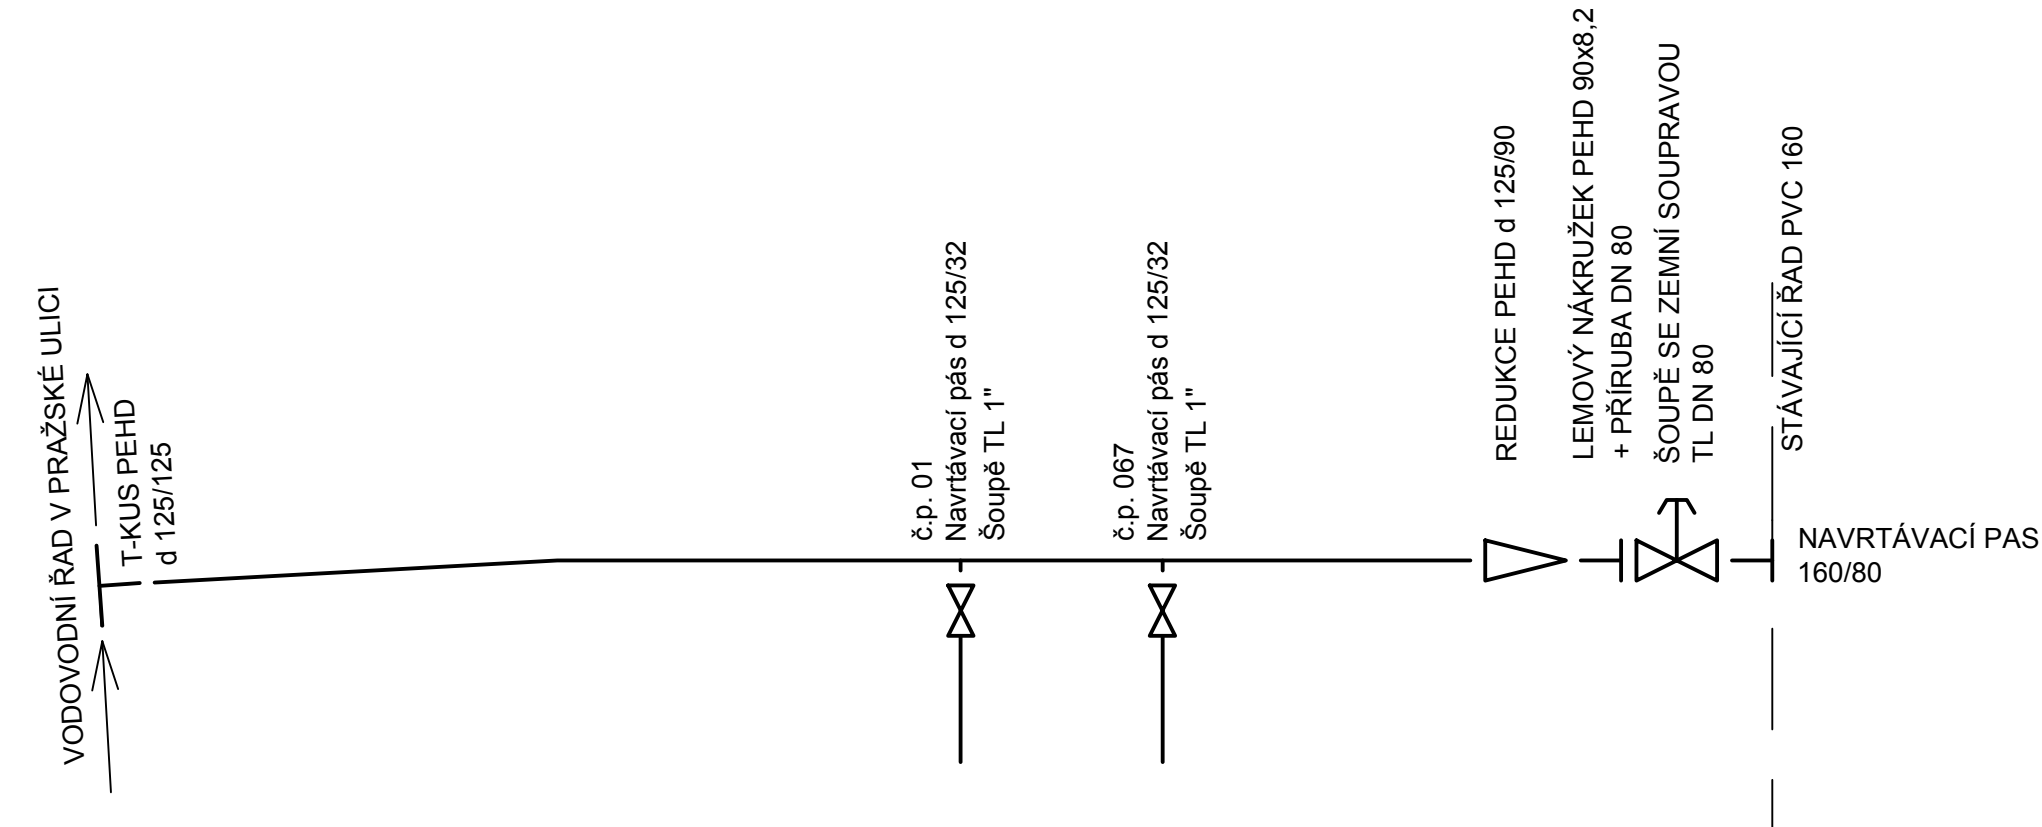 VODOVODNÍ ŘAD V PRAŽSKÉ ULICI
T-KUS PEHD
d 125/125
č.p. 01
Navrtávací pás d 125/32
Šoupě TL 1"
č.p. 067
Navrtávací pás d 125/32
Šoupě TL 1"
REDUKCE PEHD d 125/90
LEMOVÝ NÁKRUŽEK PEHD 90x8,2
+ PŘÍRUBA DN 80
ŠOUPĚ SE ZEMNÍ SOUPRAVOU
TL DN 80
STÁVAJÍCÍ ŘAD PVC 160
NAVRTÁVACÍ PAS
160/80